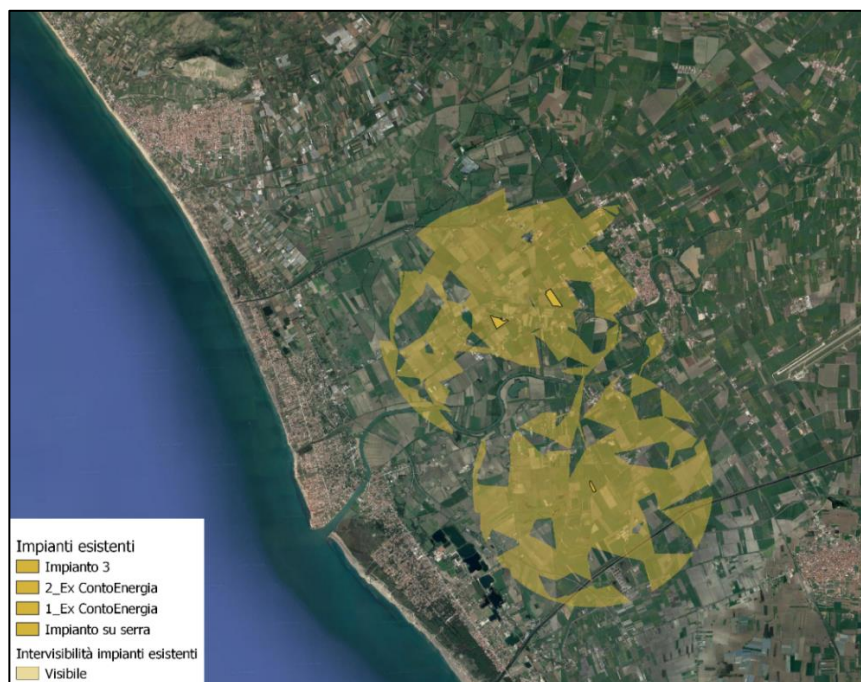 Impianti esistenti
Impianto 3
2_Ex ContoEnergia
1_Ex ContoEnergia
Impianto su serra
Intervisibilità impianti esistenti
Visibile